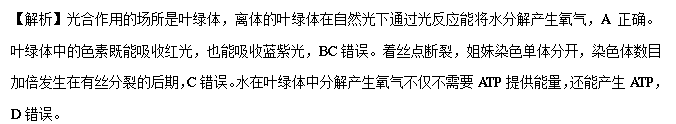 【解析】光合作用的场所是叶绿体，离体的叶绿体在自然光下通过光反应能将水分解产生氧气，A 正确。
叶绿体中的色素既能吸收红光，也能吸收蓝紫光，BC 错误。着丝点断裂，姐妹染色单体分开，染色体数目
加倍发生在有丝分裂的后期，C 错误。水在叶绿体中分解产生氧气不仅不需要 ATP 提供能量，还能产生 ATP，
D 错误。